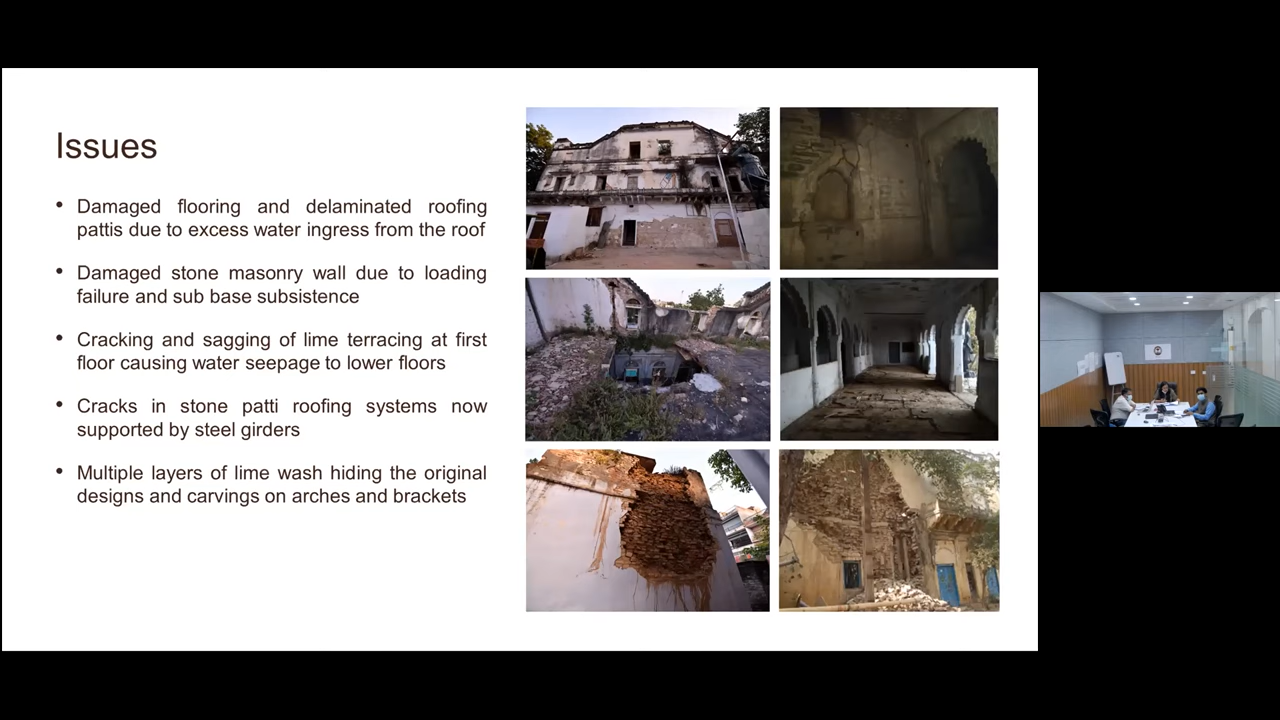 Issues
• Damaged flooring and delaminated roofing
pattis due to excess water ingress from the roof
• Damaged stone masonry wall due to loading
failure and sub base subsistence
• Cracking and sagging of lime terracing at first
floor causing water seepage to lower floors
• Cracks in stone patti roofing systems now
supported by steel girders
• Multiple layers of lime wash hiding the original
designs and carvings on arches and brackets